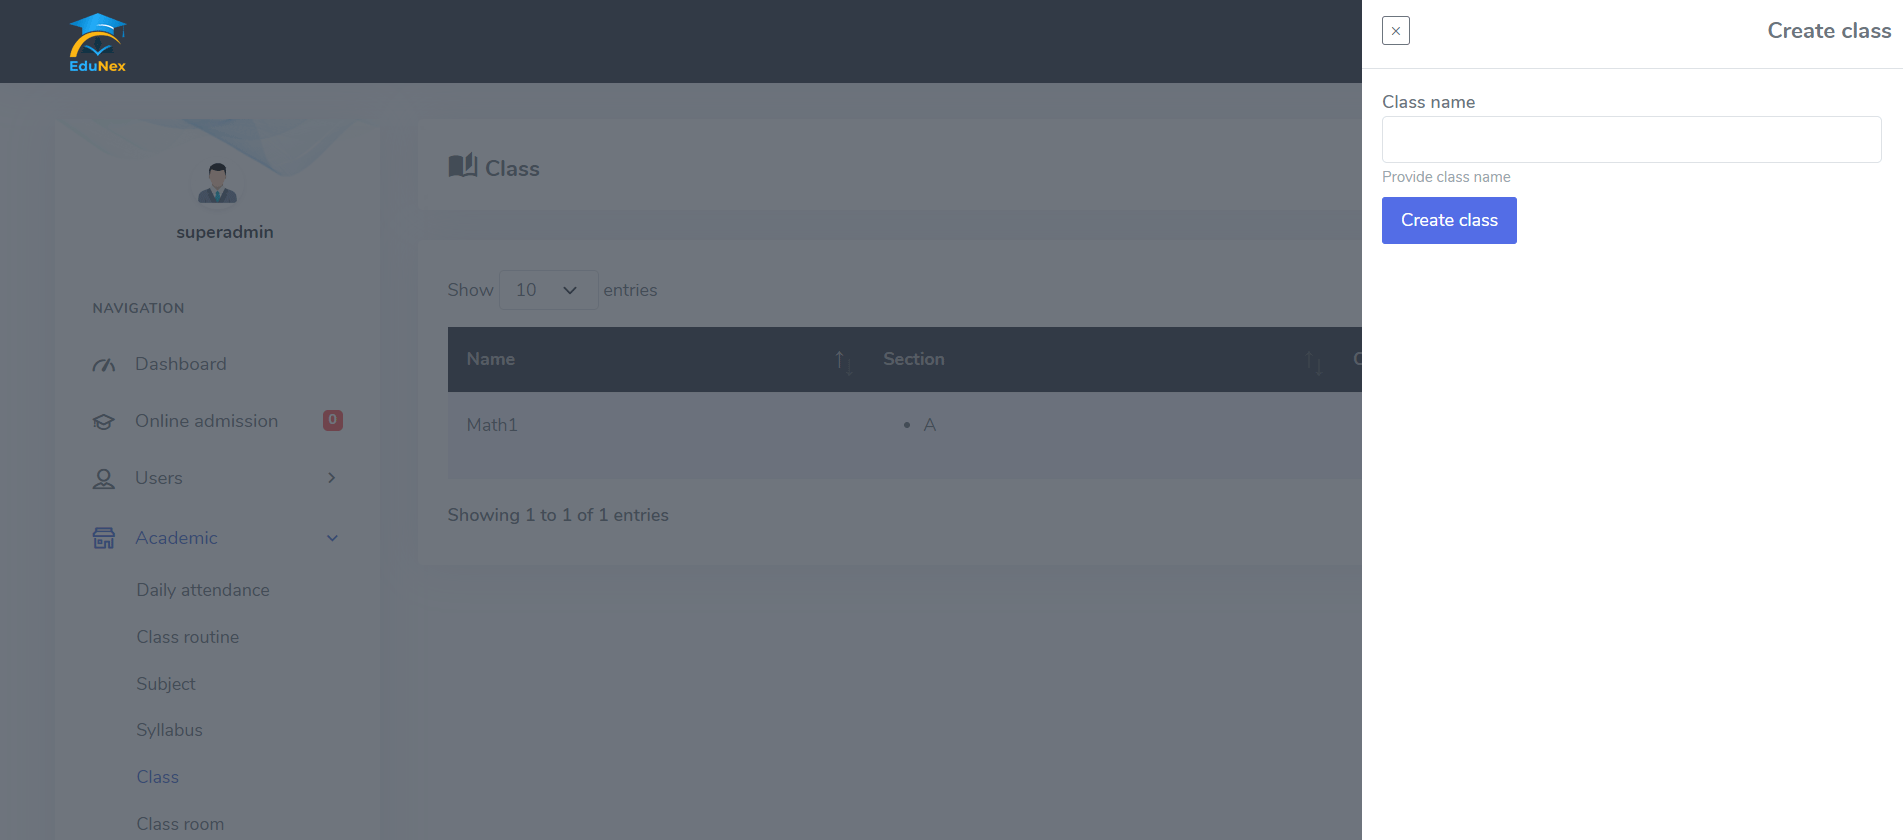 EduNex
Create class
superadmin
NAVIGATION
Dashboard
Online admission 0
Users
Academic
Daily attendance
Class routine
Subject
Syllabus
Class
Class room
Class
Show 10 entries
Name Section
Math1 A
Showing 1 to 1 of 1 entries
Class name
Provide class name
Create class